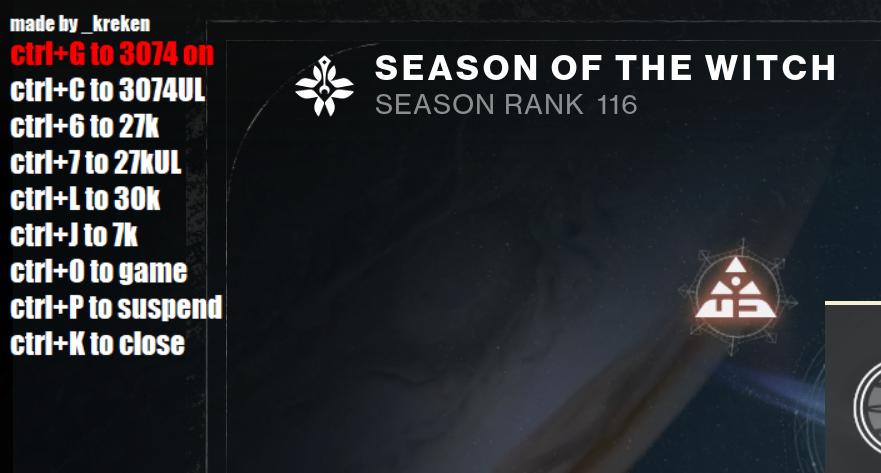 made by _kreken
ctrl+G to 3074 on
ctrl+C to 3074UL
ctrl+6 to 27k
ctrl+7 to 27kUL
ctrl+L to 30k
ctrl+J to 7k
ctrl+O to game
ctrl+P to suspend
ctrl+K to close
SEASON OF THE WITCH
SEASON RANK 116